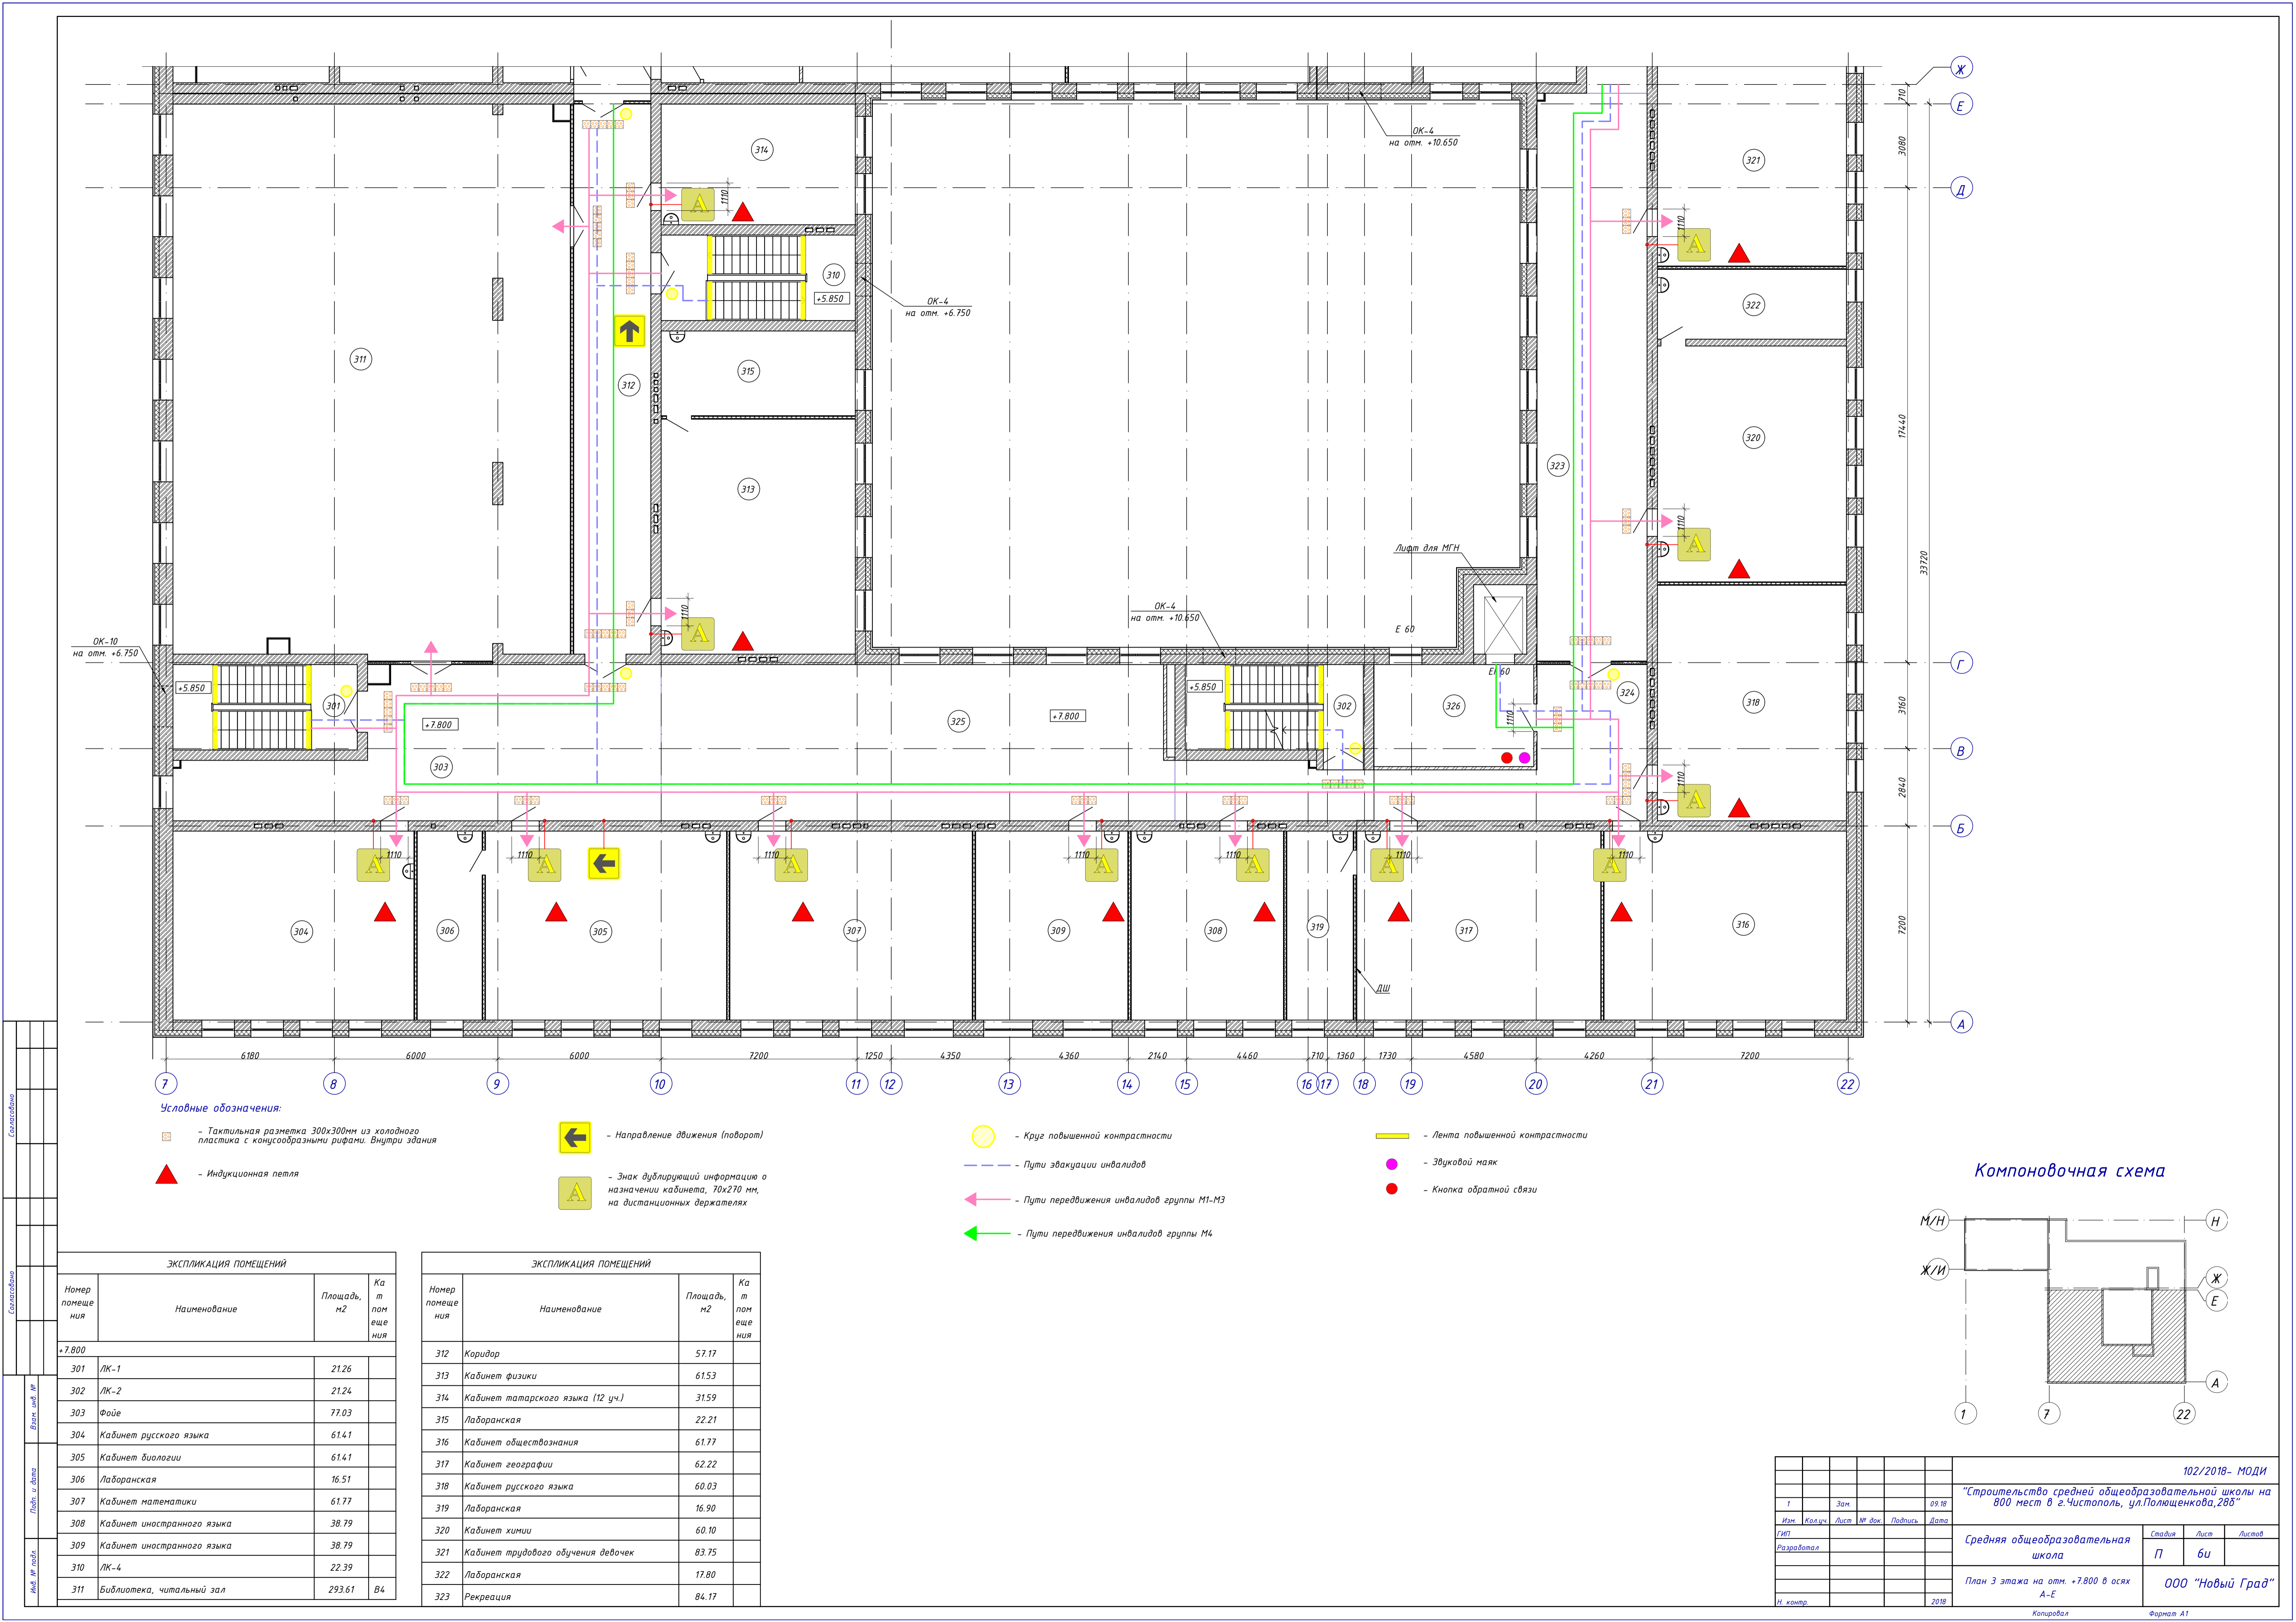 Ж
Е
Д
Г
В
Б
А
710
3080
17440
33720
3160
2840
7200
ОК-4
на отм. +10.650
314
321
1110
1110
310
+5.850
322
ОК-4
на отм. +6.750
311
315
312
320
323
313
1110
Лифт для МГН
ОК-4
на отм. +10.650
1110
Е 60
ОК-10
на отм. +6.750
EI 60
+5.850
+5.850
301
302
326
324
318
+7.800
325
+7.800
1110
303
1110
1110
1110
1110
1110
1110
1110
1110
А
А
А
А
А
А
А
А
А
А
А
А
304
306
305
307
309
308
319
317
316
ДШ
6180
6000
6000
7200
1250
4350
4360
2140
4460
710
1360
1730
4580
4260
7200
7
8
9
10
11
12
13
14
15
16
17
18
19
20
21
22
Условные обозначения:
- Тактильная разметка 300х300мм из холодного
пластика с конусообразными рифами. Внутри здания
- Индукционная петля
- Направление движения (поворот)
А
- Знак дублирующий информацию о
назначении кабинета, 70х270 мм,
на дистанционных держателях
- Круг повышенной контрастности
- Пути эвакуации инвалидов
- Пути передвижения инвалидов группы М1-М3
- Пути передвижения инвалидов группы М4
- Лента повышенной контрастности
- Звуковой маяк
- Кнопка обратной связи
Компоновочная схема
М/Н
Н
Ж/И
Ж
Е
А
1
7
22
ЭКСПЛИКАЦИЯ ПОМЕЩЕНИЙ
Номер
помеще
ния
Наименование
Площадь,
м2
Ка
т
пом
еще
ния
+7.800
301 ЛК-1 21.26
302 ЛК-2 21.24
303 Фойе 77.03
304 Кабинет русского языка 61.41
305 Кабинет биологии 61.41
306 Лаборанская 16.51
307 Кабинет математики 61.77
308 Кабинет иностранного языка 38.79
309 Кабинет иностранного языка 38.79
310 ЛК-4 22.39
311 Библиотека, читальный зал 293.61 В4
ЭКСПЛИКАЦИЯ ПОМЕЩЕНИЙ
Номер
помеще
ния
Наименование
Площадь,
м2
Ка
т
пом
еще
ния
312 Коридор 57.17
313 Кабинет физики 61.53
314 Кабинет татарского языка (12 уч.) 31.59
315 Лаборанская 22.21
316 Кабинет обществознания 61.77
317 Кабинет географии 62.22
318 Кабинет русского языка 60.03
319 Лаборанская 16.90
320 Кабинет химии 60.10
321 Кабинет трудового обучения девочек 83.75
322 Лаборанская 17.80
323 Рекреация 84.17
Согласовано
Согласовано
Взам. инв. №
Подп. и дата
Инв. № подл.
102/2018- МОДИ
"Строительство средней общеобразовательной школы на
800 мест в г.Чистополь, ул.Полющенкова,28б"
1 Зам. 09.18
Изм. Кол.уч. Лист № док. Подпись Дата
ГИП
Разработал
Н. контр. 2018
Средняя общеобразовательная
школа
Стадия Лист Листов
П 6и
План 3 этажа на отм. +7.800 в осях
А-Е
ООО "Новый Град"
Копировал Формат А1